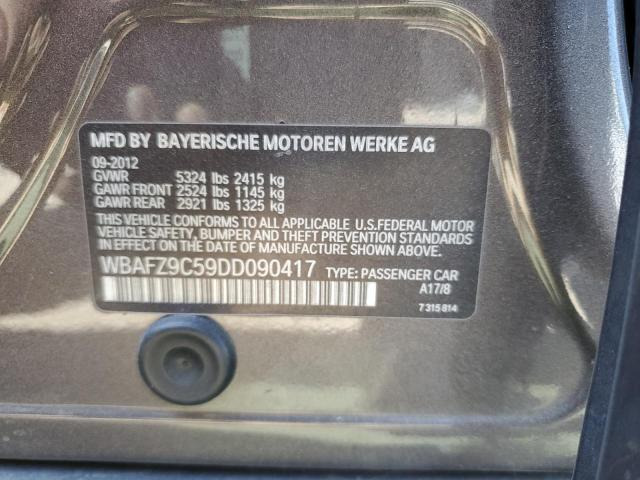 MFD BY BAYERISCHE MOTOREN WERKE AG
09-2012
GVWR 5324 lbs 2415 kg
GAWR FRONT 2524 lbs 1145 kg
GAWR REAR 2921 lbs 1325 kg
THIS VEHICLE CONFORMS TO ALL APPLICABLE U.S.FEDERAL MOTOR
VEHICLE SAFETY, BUMPER AND THEFT PREVENTION STANDARDS
IN EFFECT ON THE DATE OF MANUFACTURE SHOWN ABOVE.
WBAFZ9C59DD090417 TYPE: PASSENGER CAR
A17/8
7 315 814